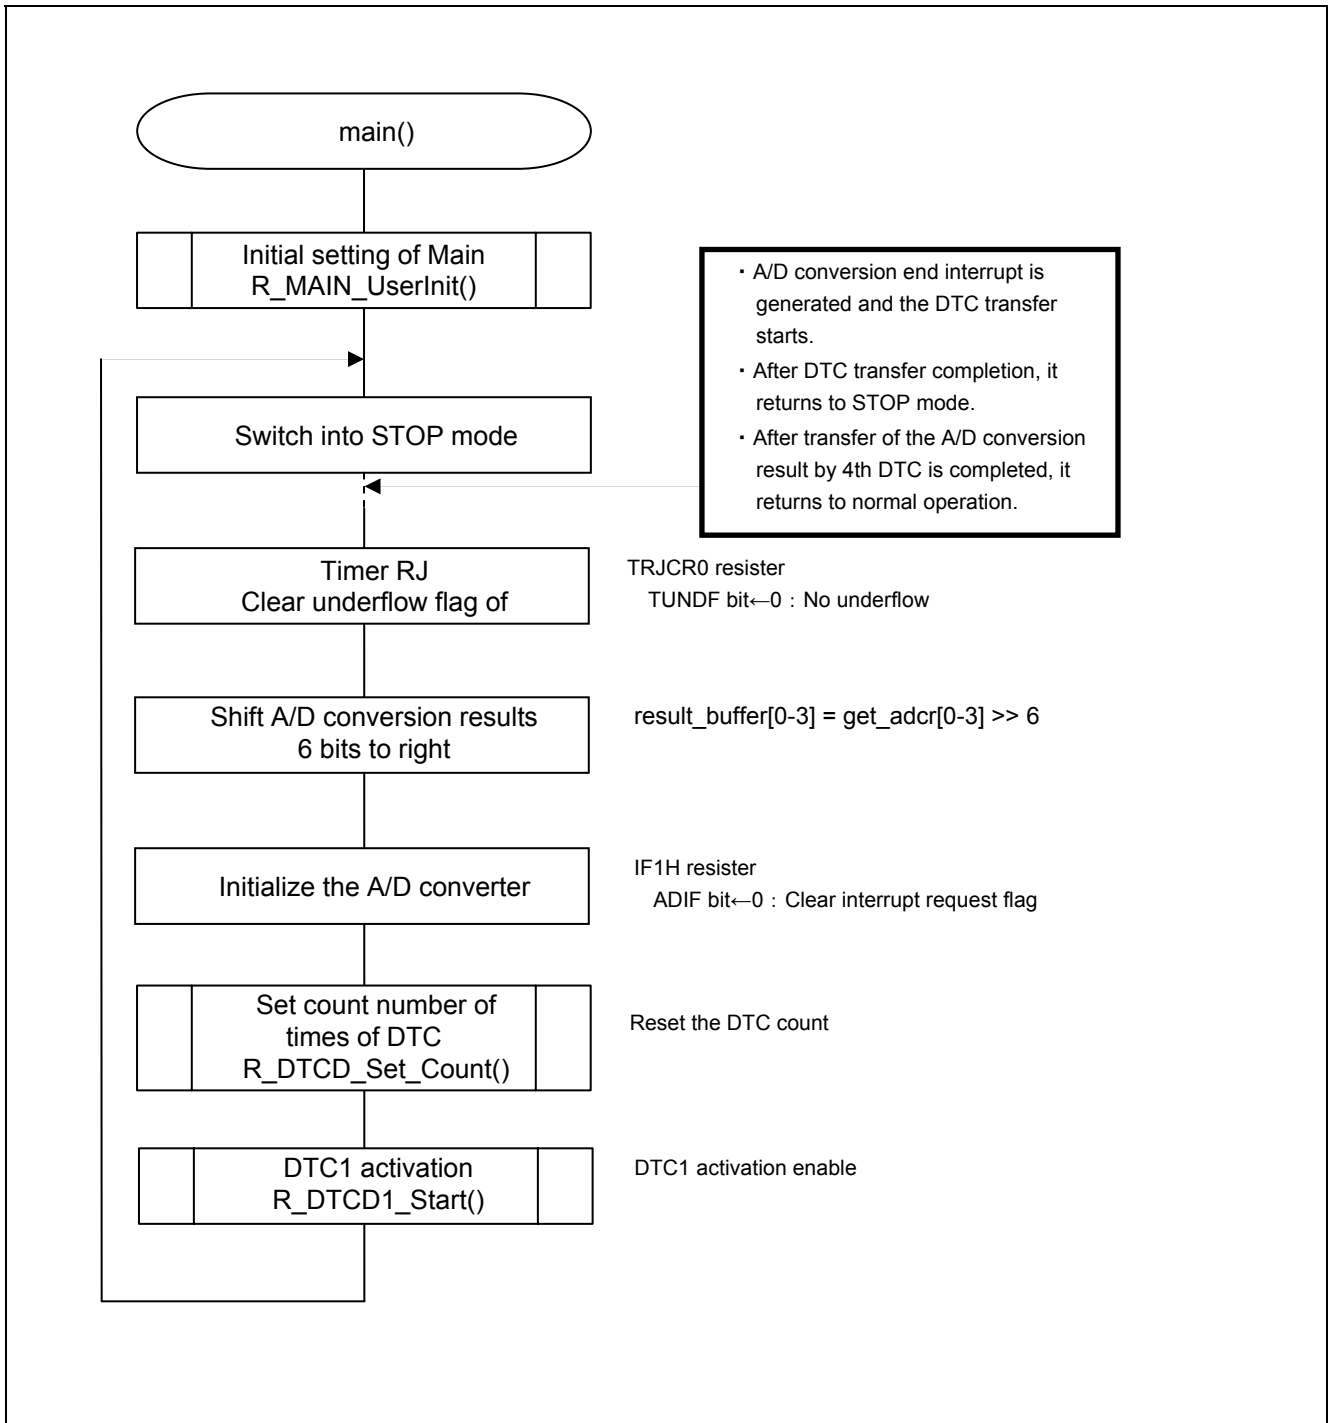 main()
Initial setting of Main
R_MAIN_UserInit()
・A/D conversion end interrupt is
generated and the DTC transfer
starts.
・After DTC transfer completion, it
returns to STOP mode.
・After transfer of the A/D conversion
result by 4th DTC is completed, it
returns to normal operation.
Switch into STOP mode
Timer RJ
Clear underflow flag of
TRJCR0 resister
TUNDF bit←0：No underflow
Shift A/D conversion results
6 bits to right
result_buffer[0-3] = get_adcr[0-3] >> 6
Initialize the A/D converter
IF1H resister
ADIF bit←0：Clear interrupt request flag
Set count number of
times of DTC
R_DTCD_Set_Count()
Reset the DTC count
DTC1 activation
R_DTCD1_Start()
DTC1 activation enable